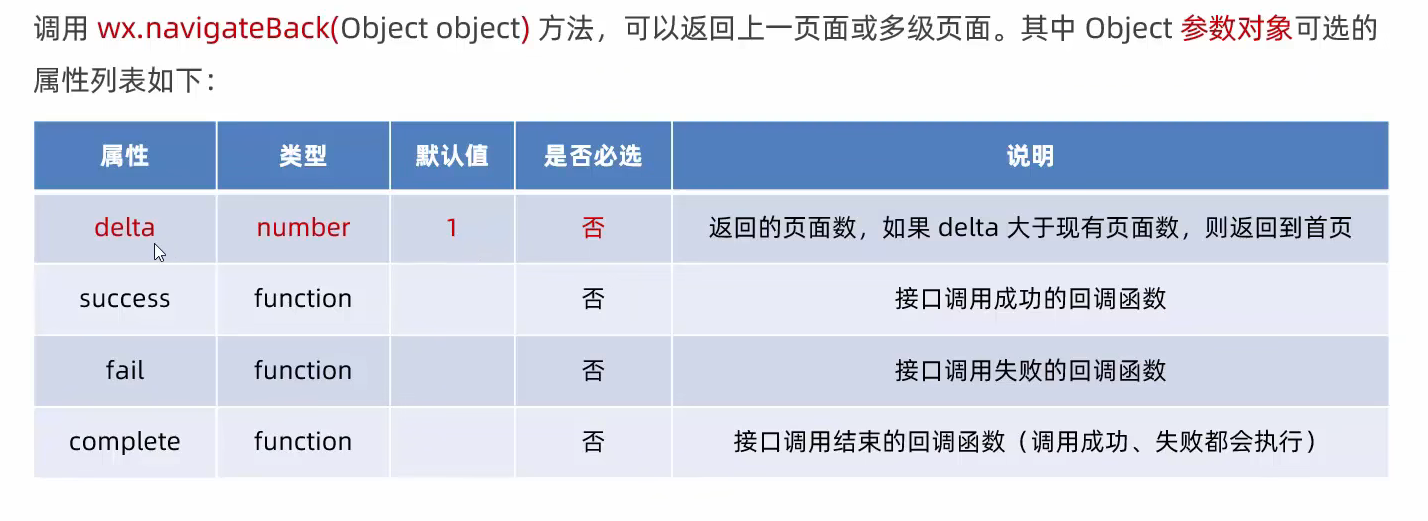 调用 wx.navigateBack(Object object) 方法，可以返回上一页面或多级页面。其中 Object 参数对象可选的
属性列表如下：
属性 类型 默认值 是否必选 说明
delta number 1 否 返回的页面数，如果 delta 大于现有页面数，则返回到首页
success function 否 接口调用成功的回调函数
fail function 否 接口调用失败的回调函数
complete function 否 接口调用结束的回调函数（调用成功、失败都会执行）